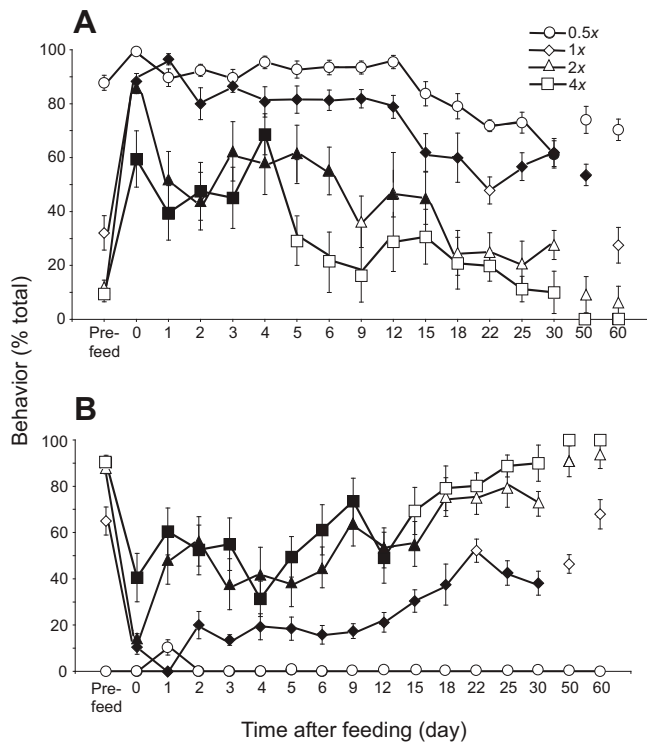 A
0.5x
1x
2x
4x
100
80
60
40
20
0
Pre-
feed
0 1 2 3 4 5 6 9 12 15 18 22 25 30 50 60
Behavior (% total)
B
100
80
60
40
20
0
Pre-
feed
0 1 2 3 4 5 6 9 12 15 18 22 25 30 50 60
Time after feeding (day)